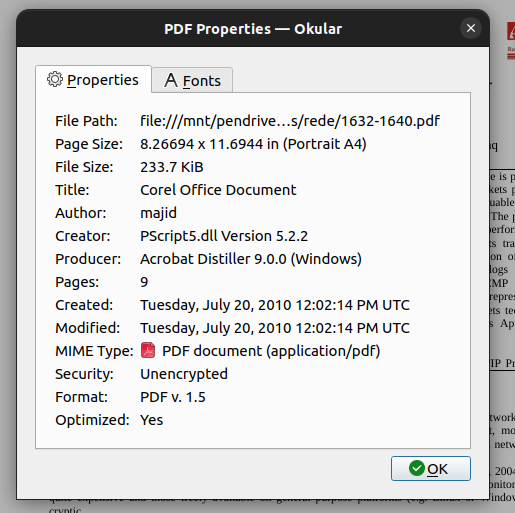 PDF Properties — Okular
Properties
Fonts
File Path: file:///mnt/pendrive…s/rede/1632-1640.pdf
Page Size: 8.26694 x 11.6944 in (Portrait A4)
File Size: 233.7 KiB
Title: Corel Office Document
Author: majid
Creator: PScript5.dll Version 5.2.2
Producer: Acrobat Distiller 9.0.0 (Windows)
Pages: 9
Created: Tuesday, July 20, 2010 12:02:14 PM UTC
Modified: Tuesday, July 20, 2010 12:02:14 PM UTC
MIME Type: PDF document (application/pdf)
Security: Unencrypted
Format: PDF v. 1.5
Optimized: Yes
OK